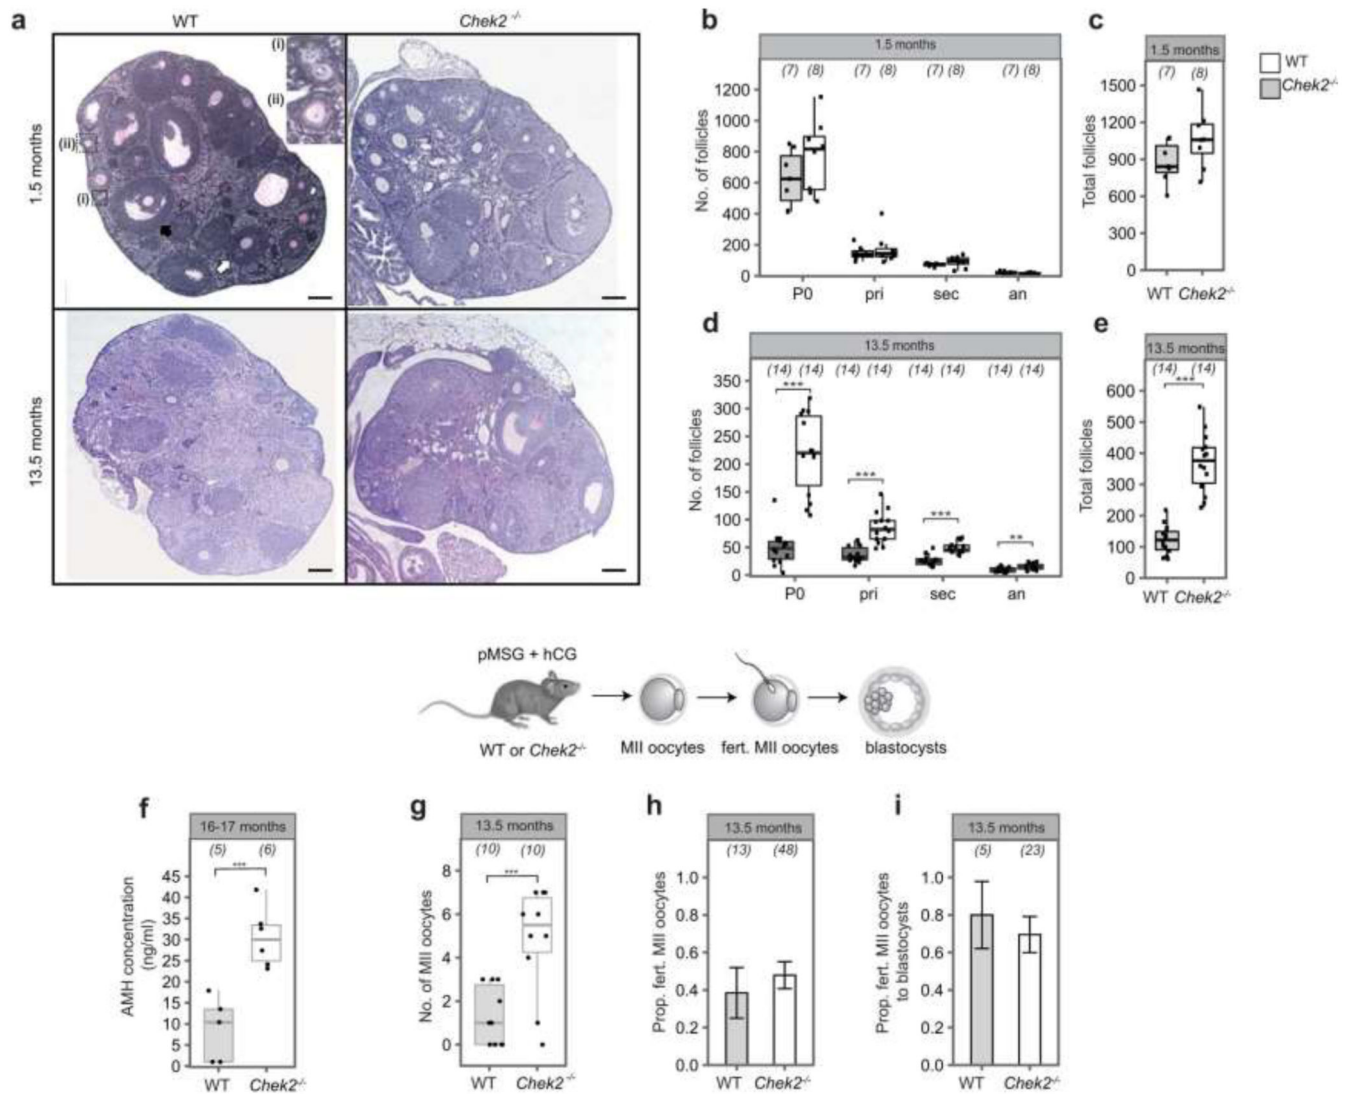 a
WT
Chek2 -/-
1.5 months
13.5 months
(i)
(ii)
(ii)
(i)
b
1.5 months
(7) (8) (7) (8) (7) (8) (7) (8)
No. of follicles
1200
1000
800
600
400
200
0
P0 pri sec an
c
1.5 months
(7) (8)
Total follicles
1500
1200
900
600
300
0
WT Chek2-/-
WT
Chek2-/-
d
13.5 months
(14) (14) (14) (14) (14) (14) (14) (14)
*** *** *** **
No. of follicles
350
300
250
200
150
100
50
0
P0 pri sec an
e
13.5 months
(14) (14)
***
Total follicles
600
500
400
300
200
100
0
WT Chek2-/-
pMSG + hCG
WT or Chek2-/-
MII oocytes
fert. MII oocytes
blastocysts
f
16-17 months
(5) (6)
***
AMH concentration
(ng/ml)
45
40
35
30
25
20
15
10
5
0
WT Chek2-/-
g
13.5 months
(10) (10)
***
No. of MII oocytes
8
6
4
2
0
WT Chek2-/-
h
13.5 months
(13) (48)
Prop. fert. MII oocytes
1.0
0.8
0.6
0.4
0.2
0.0
WT Chek2-/-
i
13.5 months
(5) (23)
Prop. fert. MII oocytes
to blastocysts
1.0
0.8
0.6
0.4
0.2
0.0
WT Chek2-/-